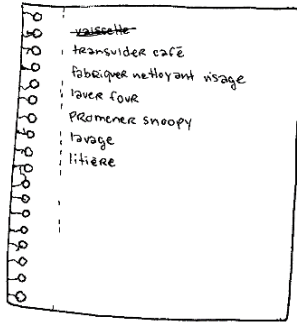 vaisselle
transvider café
fabriquer nettoyant visage
laver four
promener snoopy
lavage
litière